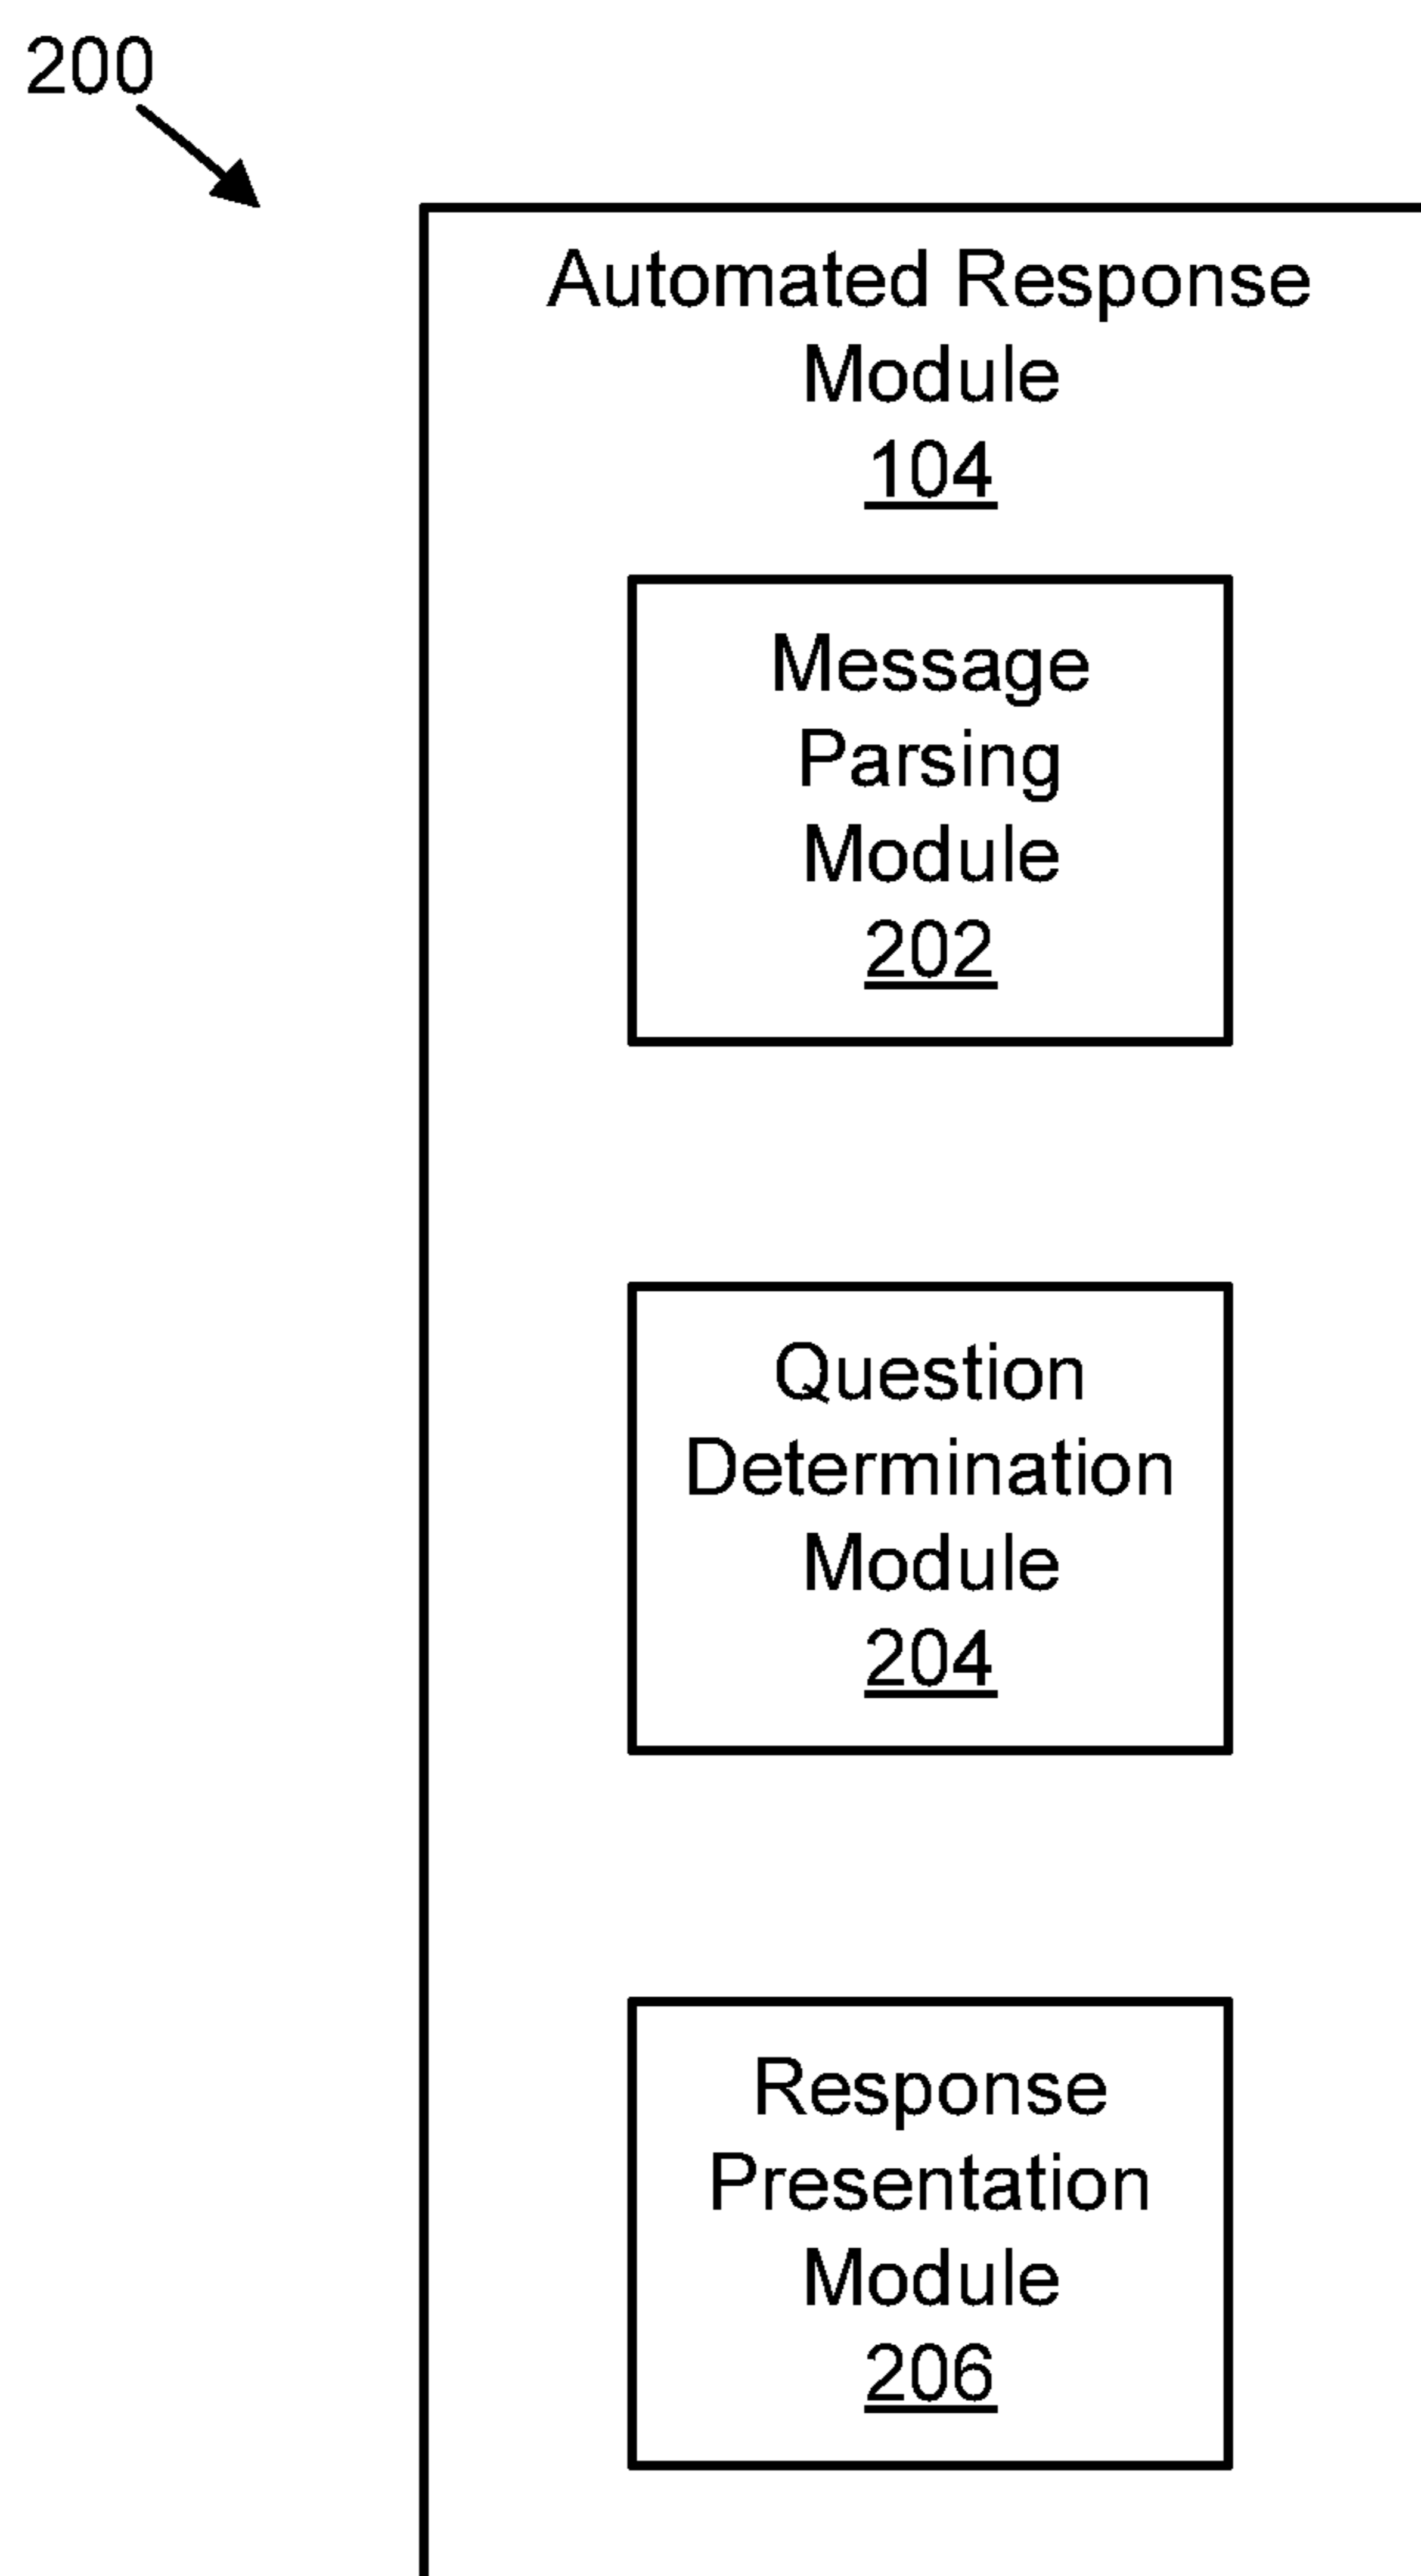 200
Automated Response
Module
104
Message
Parsing
Module
202
Question
Determination
Module
204
Response
Presentation
Module
206